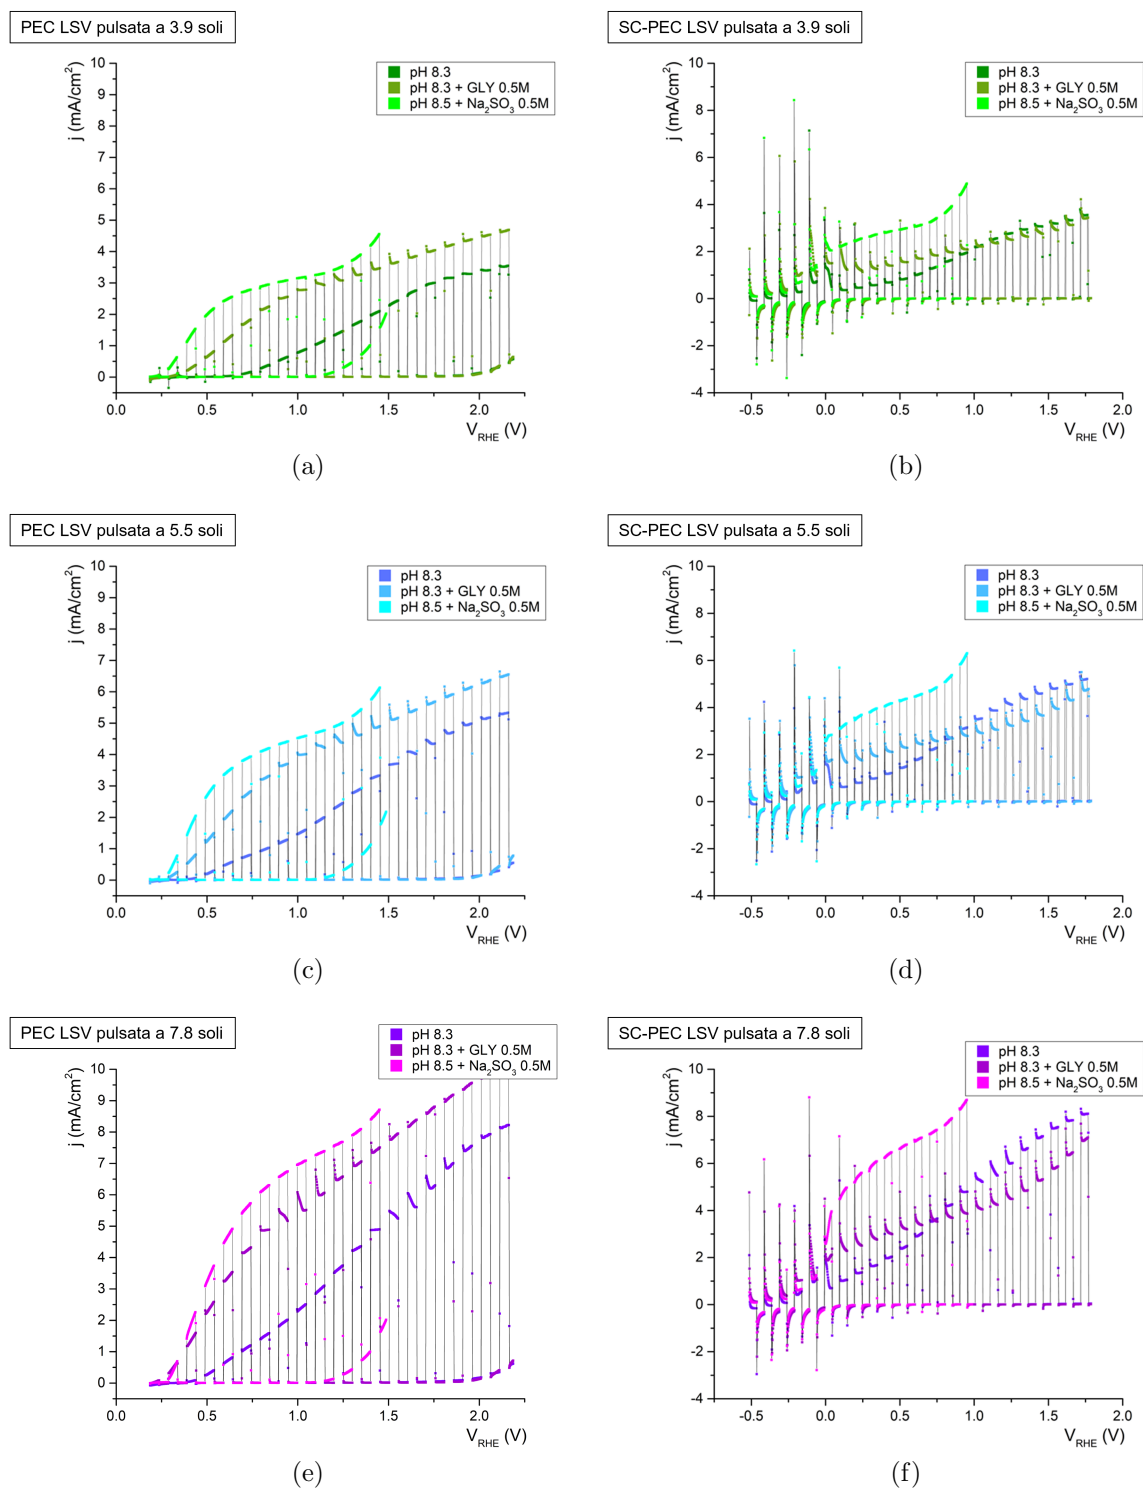 PEC LSV pulsata a 3.9 soli
j (mA/cm²)
10
9
8
7
6
5
4
3
2
1
0
pH 8.3
pH 8.3 + GLY 0.5M
pH 8.5 + Na₂SO₃ 0.5M
0.0 0.5 1.0 1.5 2.0
V_RHE (V)
(a)
SC-PEC LSV pulsata a 3.9 soli
j (mA/cm²)
10
8
6
4
2
0
-2
-4
pH 8.3
pH 8.3 + GLY 0.5M
pH 8.5 + Na₂SO₃ 0.5M
-0.5 0.0 0.5 1.0 1.5 2.0
V_RHE (V)
(b)
PEC LSV pulsata a 5.5 soli
j (mA/cm²)
10
9
8
7
6
5
4
3
2
1
0
pH 8.3
pH 8.3 + GLY 0.5M
pH 8.5 + Na₂SO₃ 0.5M
0.0 0.5 1.0 1.5 2.0
V_RHE (V)
(c)
SC-PEC LSV pulsata a 5.5 soli
j (mA/cm²)
10
8
6
4
2
0
-2
-4
pH 8.3
pH 8.3 + GLY 0.5M
pH 8.5 + Na₂SO₃ 0.5M
-0.5 0.0 0.5 1.0 1.5 2.0
V_RHE (V)
(d)
PEC LSV pulsata a 7.8 soli
j (mA/cm²)
10
9
8
7
6
5
4
3
2
1
0
pH 8.3
pH 8.3 + GLY 0.5M
pH 8.5 + Na₂SO₃ 0.5M
0.0 0.5 1.0 1.5 2.0
V_RHE (V)
(e)
SC-PEC LSV pulsata a 7.8 soli
j (mA/cm²)
10
8
6
4
2
0
-2
-4
pH 8.3
pH 8.3 + GLY 0.5M
pH 8.5 + Na₂SO₃ 0.5M
-0.5 0.0 0.5 1.0 1.5 2.0
V_RHE (V)
(f)